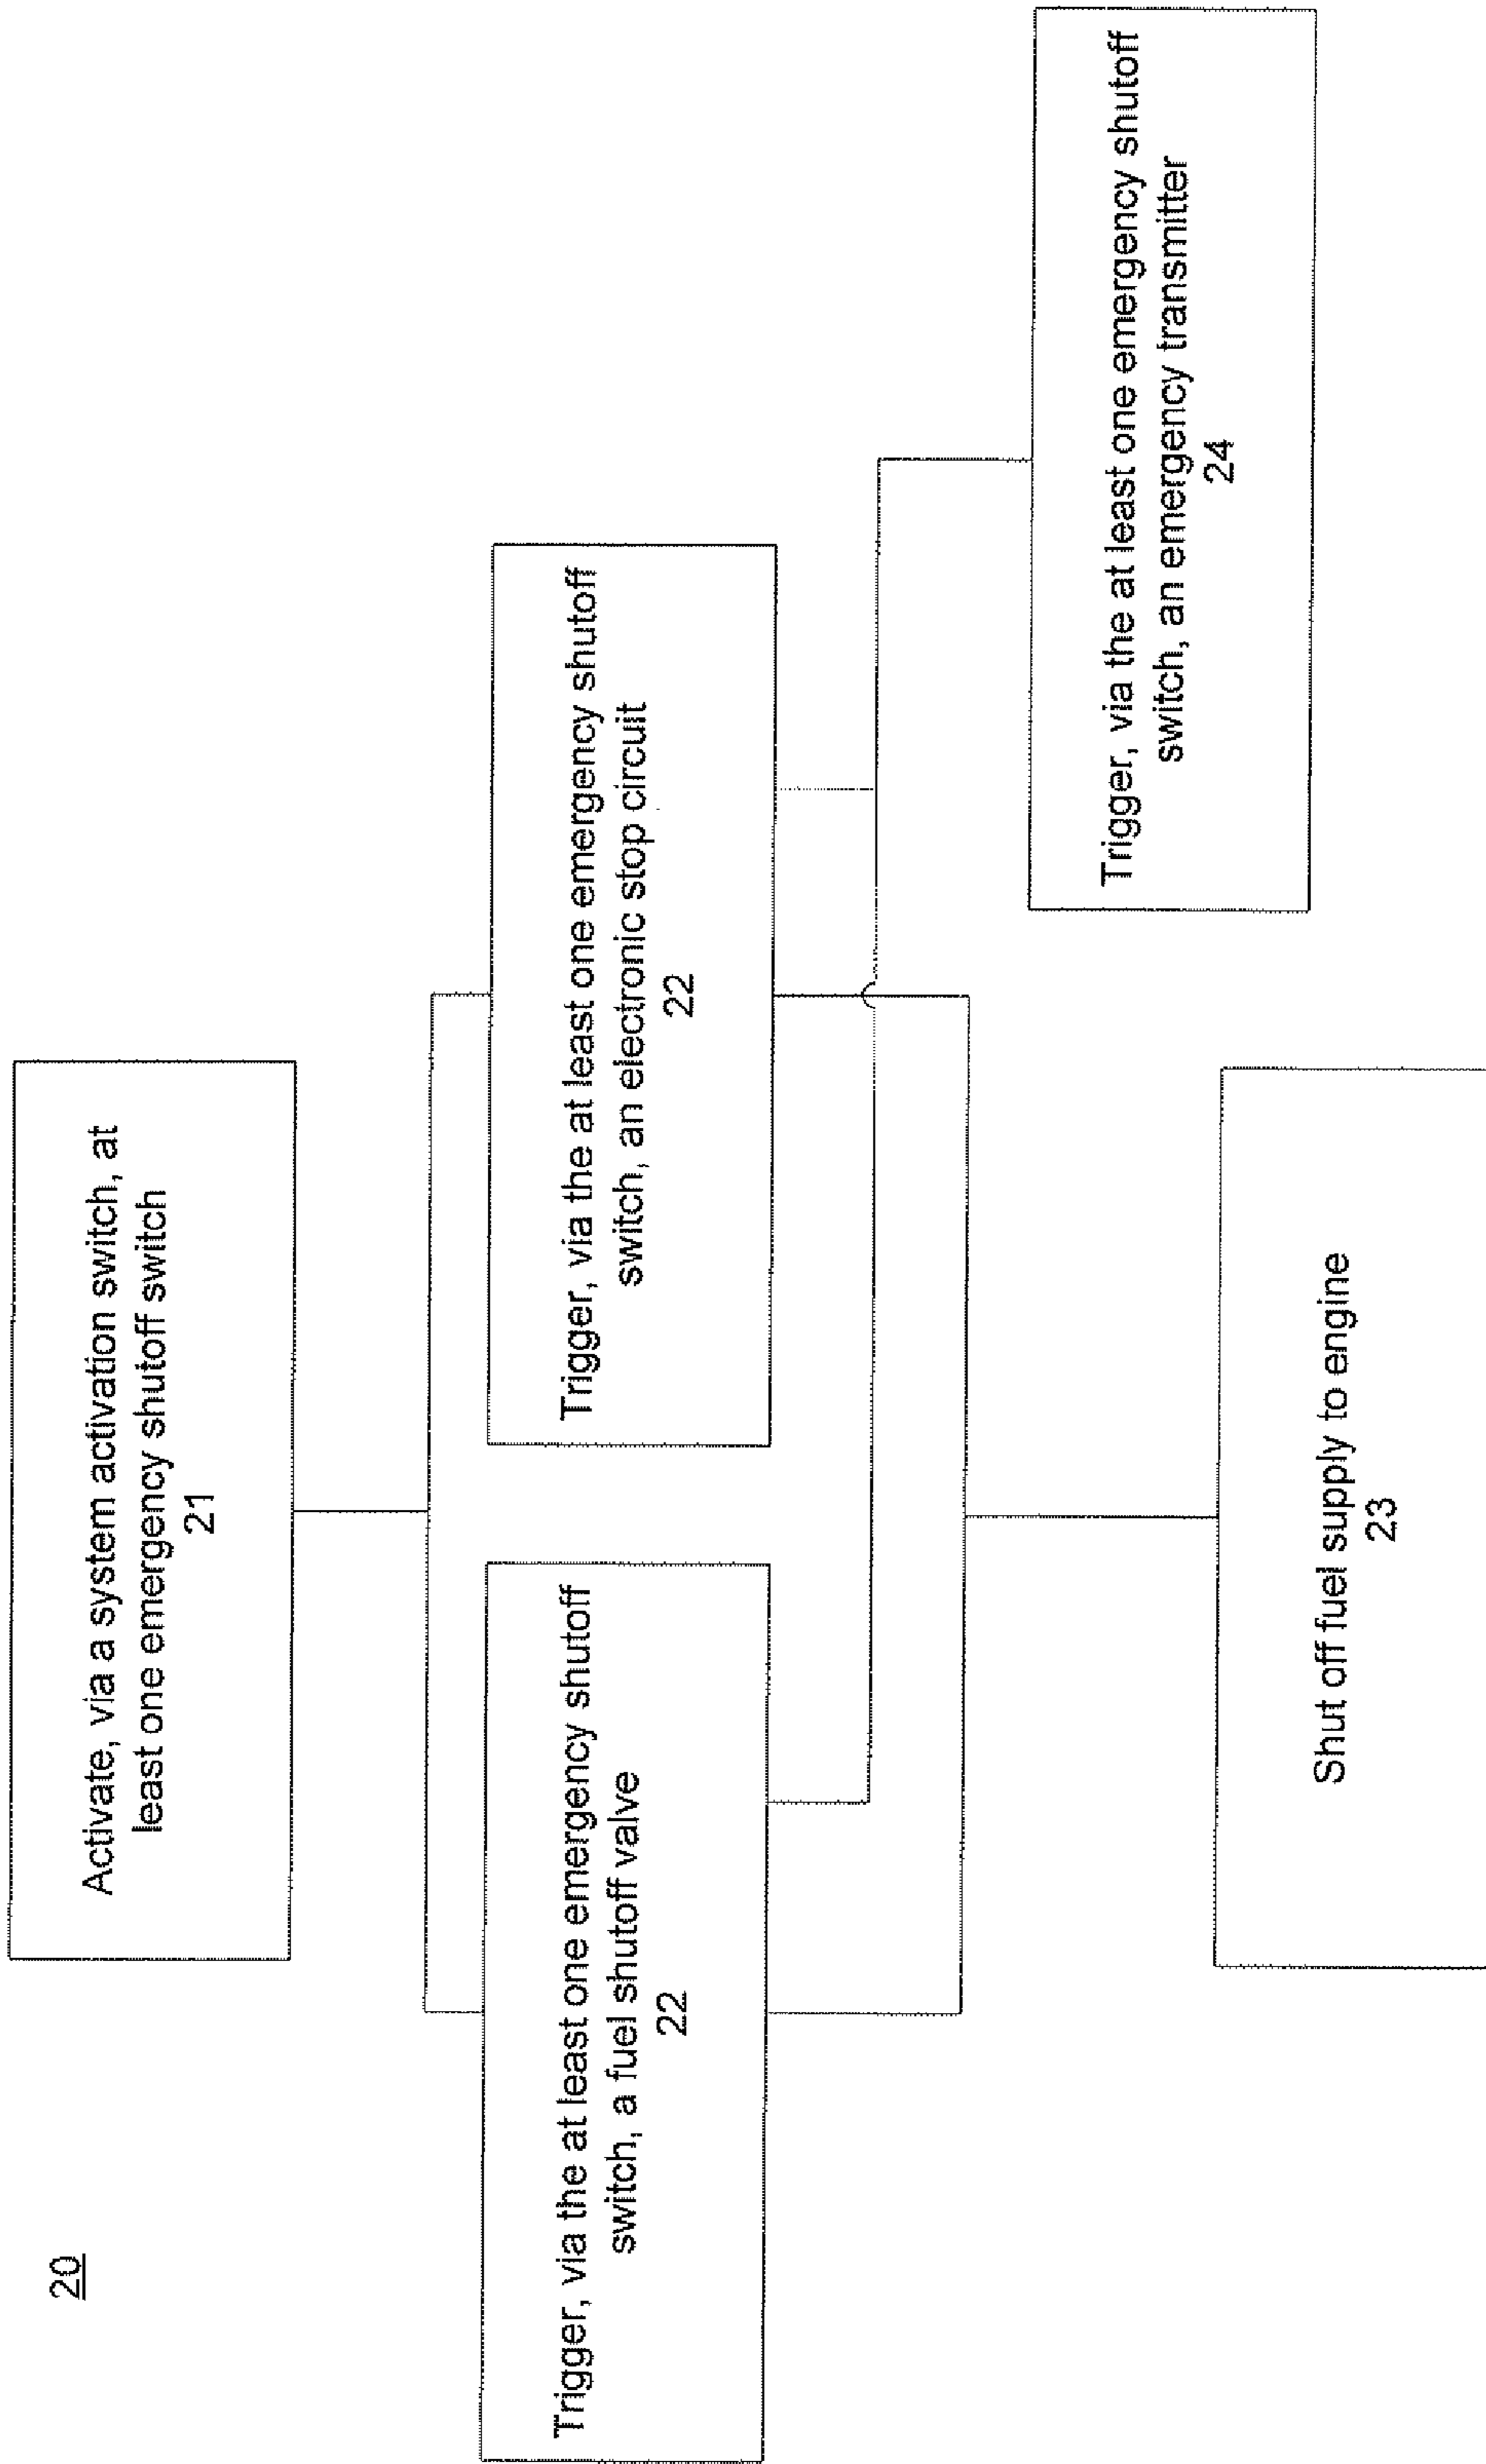 20
Activate, via a system activation switch, at
least one emergency shutoff switch
21
Trigger, via the at least one emergency shutoff
switch, a fuel shutoff valve
22
Trigger, via the at least one emergency shutoff
switch, an electronic stop circuit
22
Trigger, via the at least one emergency shutoff
switch, an emergency transmitter
24
Shut off fuel supply to engine
23